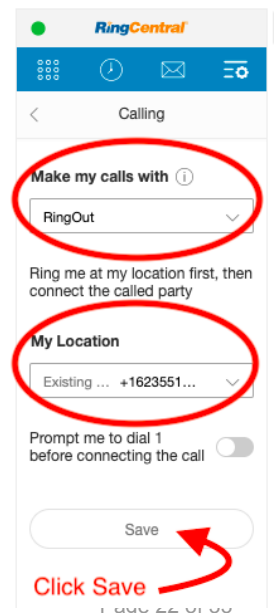 RingCentral
Calling
Make my calls with
RingOut
Ring me at my location first, then
connect the called party
My Location
Existing ... +1623551...
Prompt me to dial 1
before connecting the call
Save
Click Save